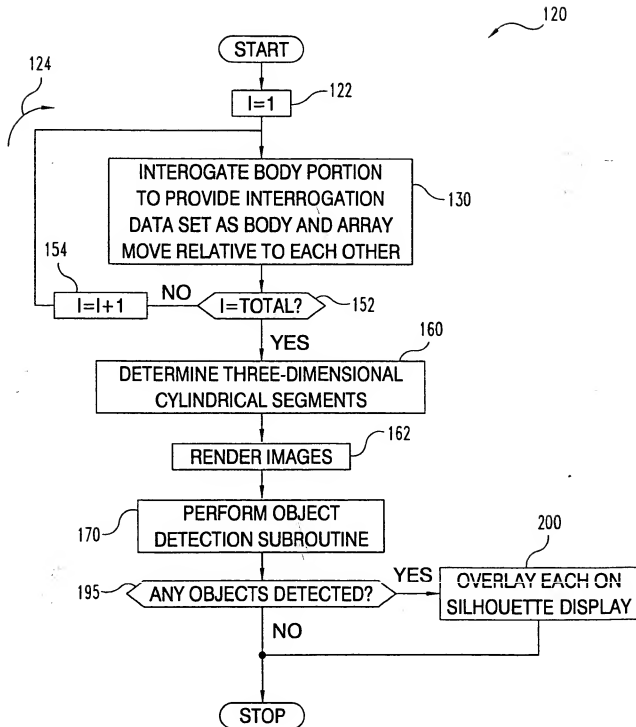 120
START
124
I=1
122
INTEROGATE BODY PORTION
TO PROVIDE INTERROGATION
DATA SET AS BODY AND ARRAY
MOVE RELATIVE TO EACH OTHER
130
154
I=I+1
NO
I=TOTAL?
152
YES
160
DETERMINE THREE-DIMENSIONAL
CYLINDRICAL SEGMENTS
162
RENDER IMAGES
170
PERFORM OBJECT
DETECTION SUBROUTINE
200
195
ANY OBJECTS DETECTED?
YES
OVERLAY EACH ON
SILHOUETTE DISPLAY
NO
STOP